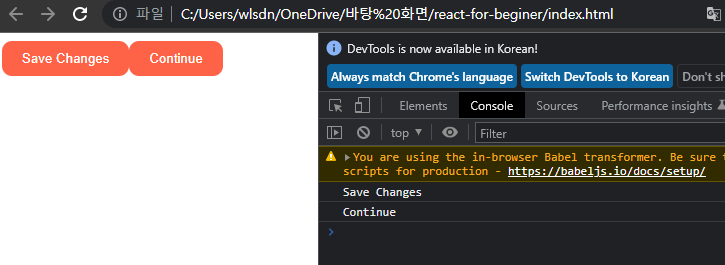 파일 C:/Users/wlsdn/OneDrive/바탕%20화면/react-for-beginer/index.html
Save Changes Continue
DevTools is now available in Korean!
Always match Chrome's language Switch DevTools to Korean Don't
Elements Console Sources Performance insights
top Filter
You are using the in-browser Babel transformer. Be sure
scripts for production - https://babeljs.io/docs/setup/
Save Changes
Continue